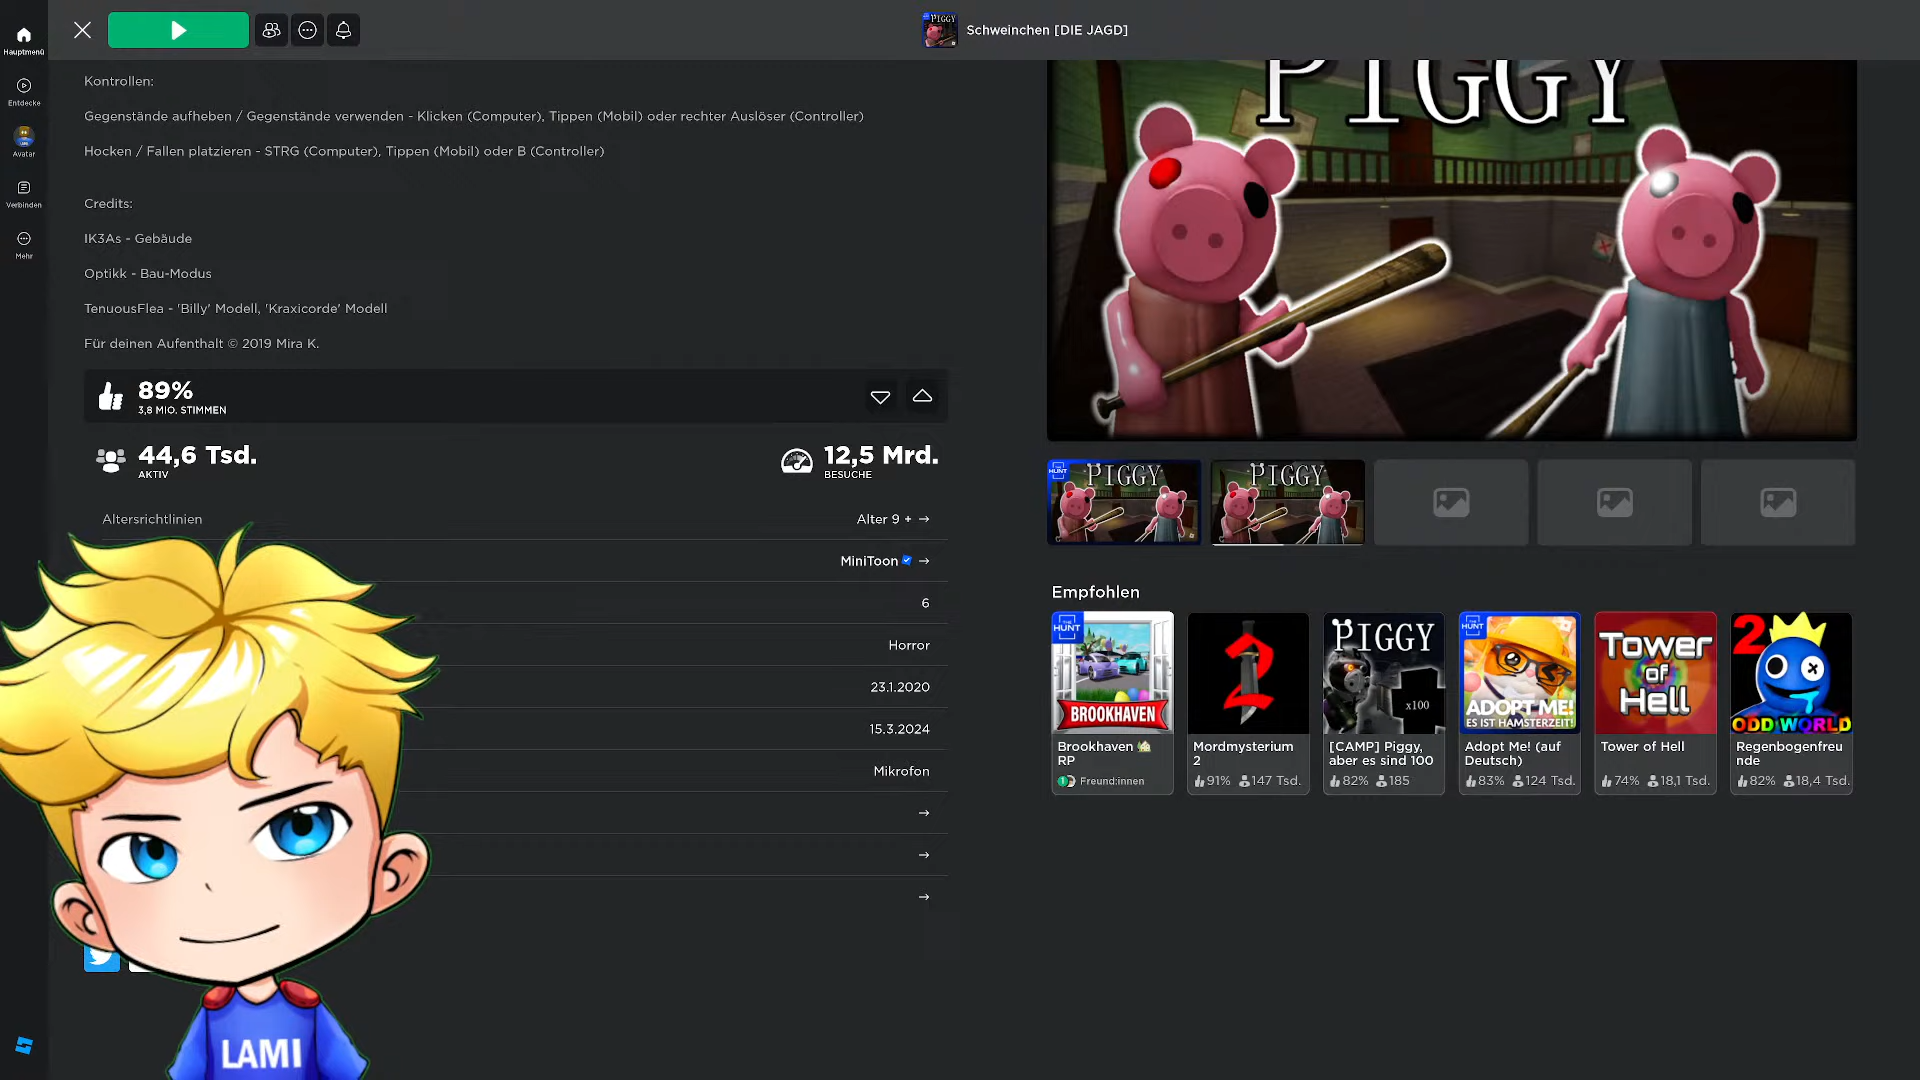 Schweinchen [DIE JAGD]
Hauptmenü
Entdecke
Avatar
Verbinden
Mehr
Kontrollen:
Gegenstände aufheben / Gegenstände verwenden - Klicken (Computer), Tippen (Mobil) oder rechter Auslöser (Controller)
Hocken / Fallen platzieren - STRG (Computer), Tippen (Mobil) oder B (Controller)
Credits:
IK3As - Gebäude
Optikk - Bau-Modus
TenuousFlea - 'Billy' Modell, 'Kraxicorde' Modell
Für deinen Aufenthalt © 2019 Mira K.
89%
3,8 MIO. STIMMEN
44,6 Tsd.
AKTIV
12,5 Mrd.
BESUCHE
Altersrichtlinien
Alter 9 +
MiniToon
6
Horror
23.1.2020
15.3.2024
Mikrofon
LAMI
PIGGY
THE HUNT
PIGGY
PIGGY
Empfohlen
THE HUNT
BROOKHAVEN
Brookhaven 🏡
RP
Freund:innen
2
Mordmysterium
2
91% 147 Tsd.
PIGGY
x100
[CAMP] Piggy,
aber es sind 100
82% 185
THE HUNT
ADOPT ME!
ES IST HAMSTERZEIT!
Adopt Me! (auf
Deutsch)
83% 124 Tsd.
Tower
of
Hell
Tower of Hell
74% 18,1 Tsd.
2
ODD WORLD
Regenbogenfreu
nde
82% 18,4 Tsd.